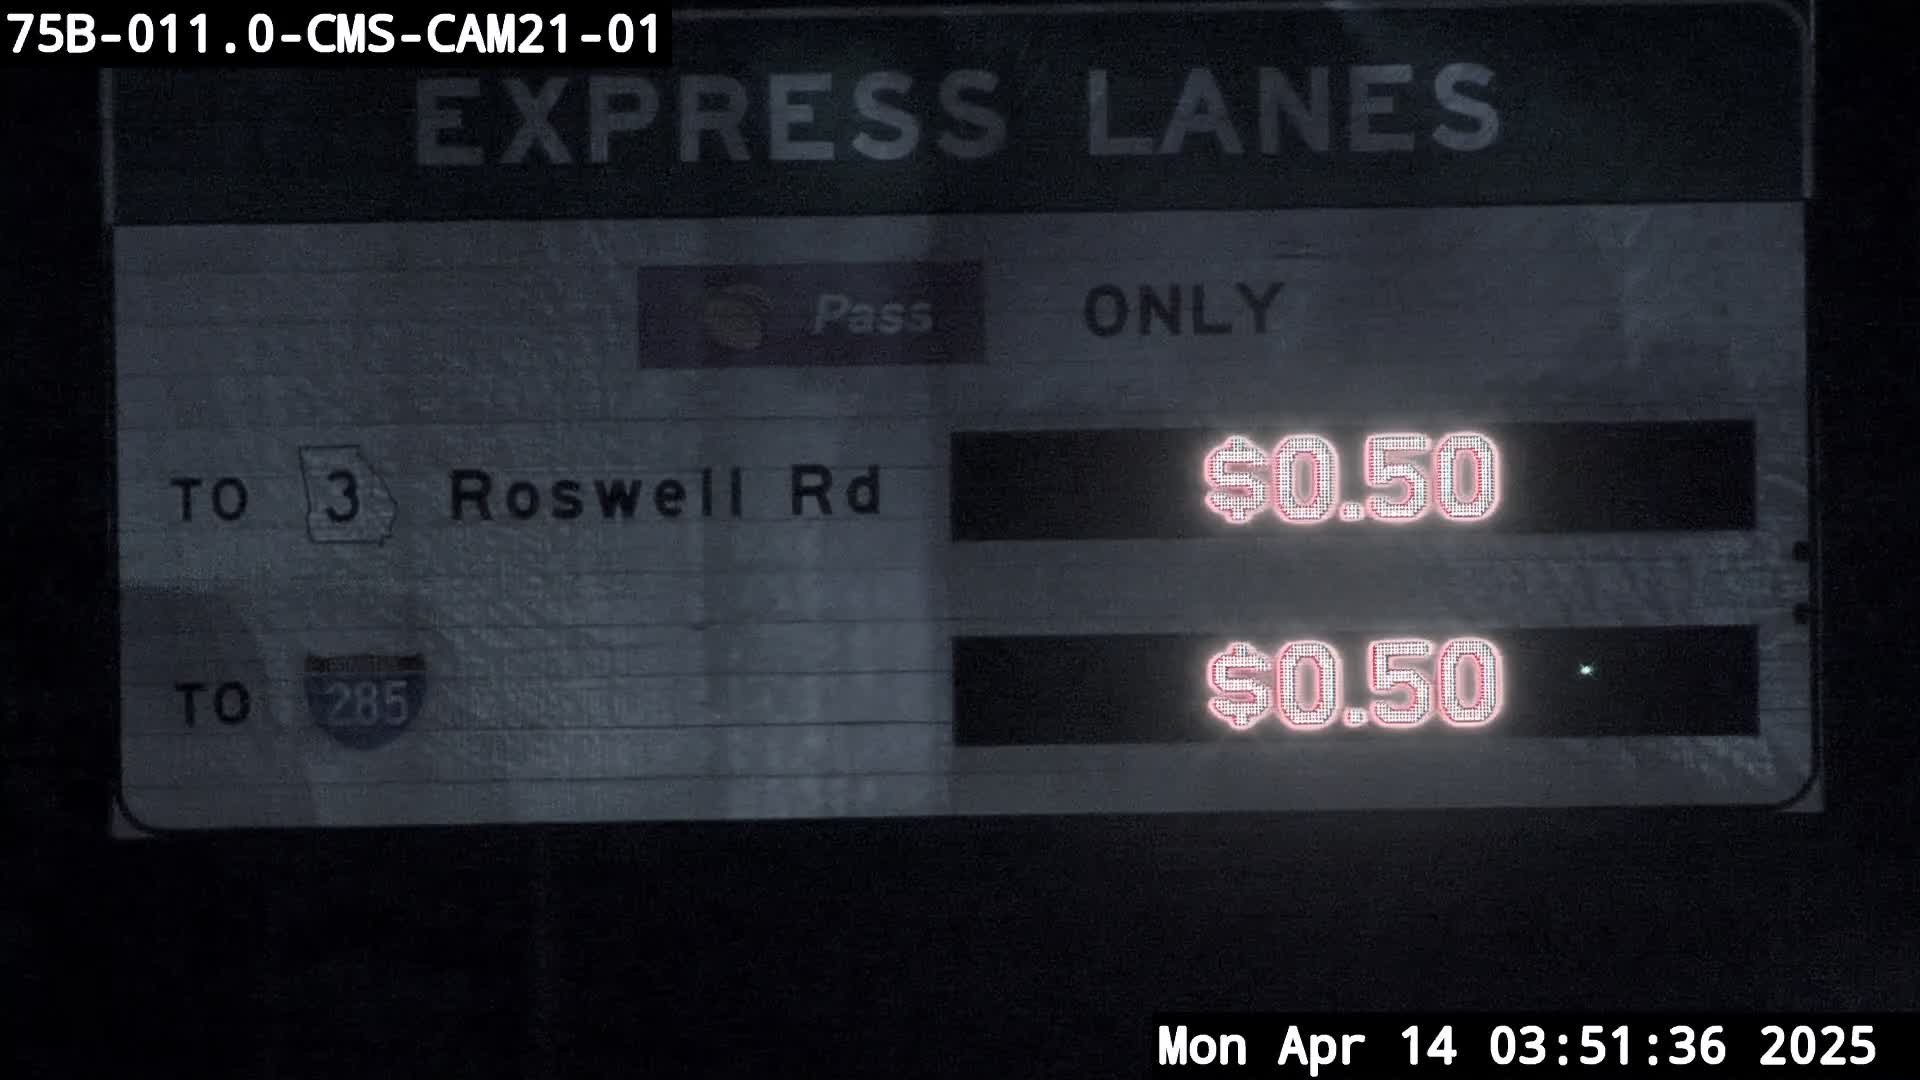 75B-011.0-CMS-CAM21-01
EXPRESS LANES
Pass ONLY
TO 3 Roswell Rd $0.50
TO 285 $0.50
Mon Apr 14 03:51:36 2025